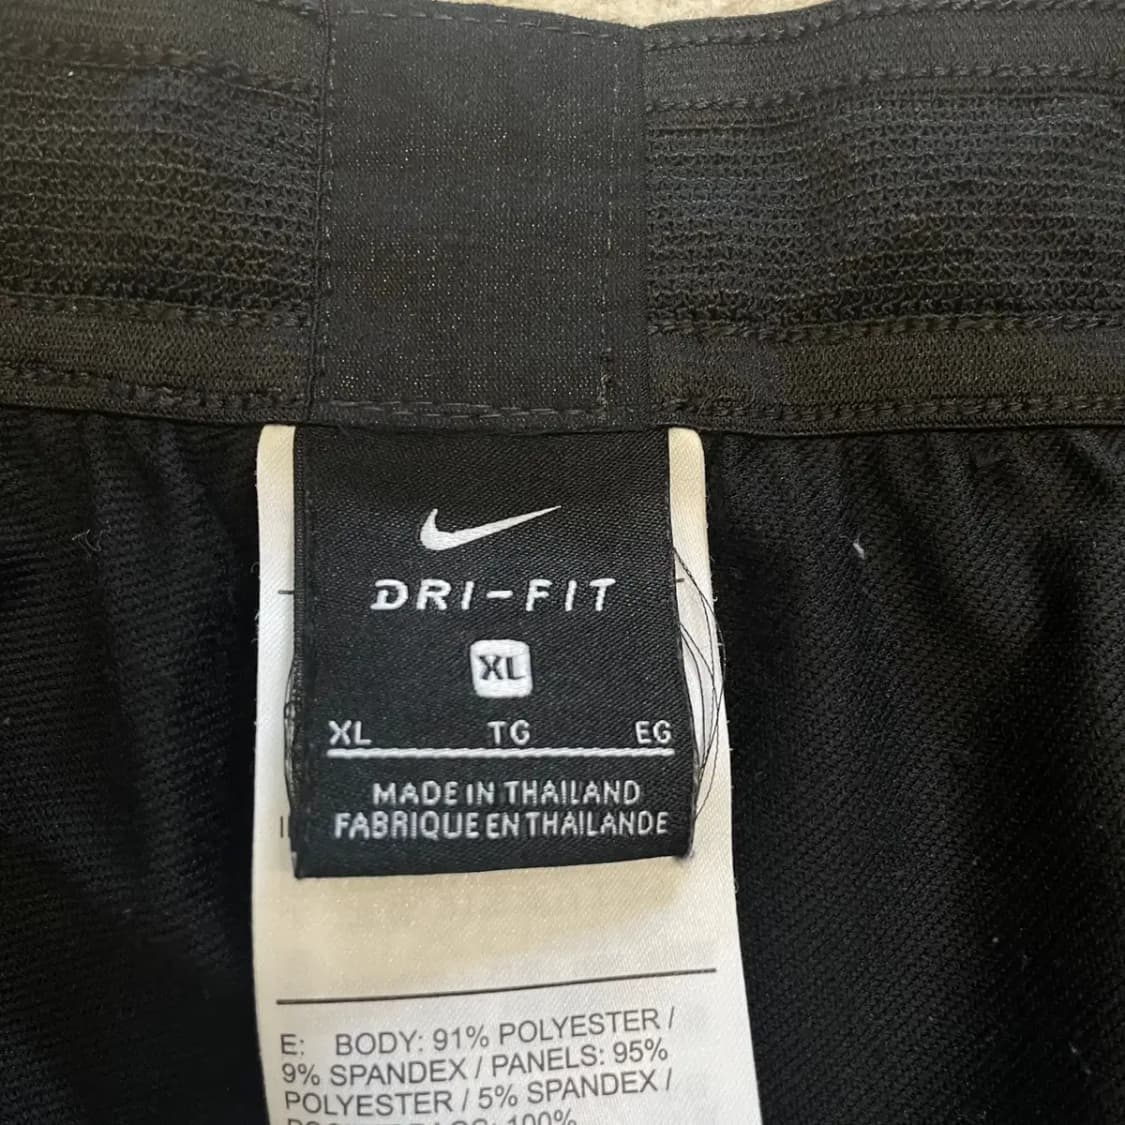 DRI-FIT
XL
XL TG EG
MADE IN THAILAND
FABRIQUE EN THAILANDE
E: BODY: 91% POLYESTER /
9% SPANDEX / PANELS: 95%
POLYESTER / 5% SPANDEX /
100%